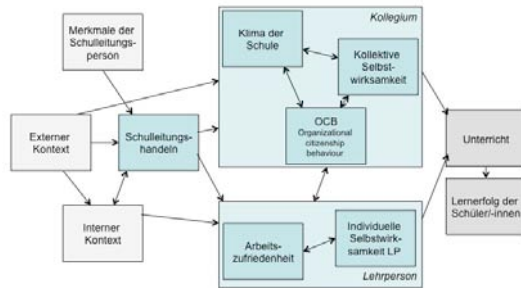 Kollegium
Merkmale der
Schulleitungs-
person
Klima der
Schule
Kollektive
Selbst-
wirksamkeit
OCB
Organizational
citizenship
behaviour
Externer
Kontext
Schulleitungs-
handeln
Unterricht
Lernerfolg der
Schüler/-innen
Interner
Kontext
Arbeits-
zufriedenheit
Individuelle
Selbstwirk-
samkeit LP
Lehrperson